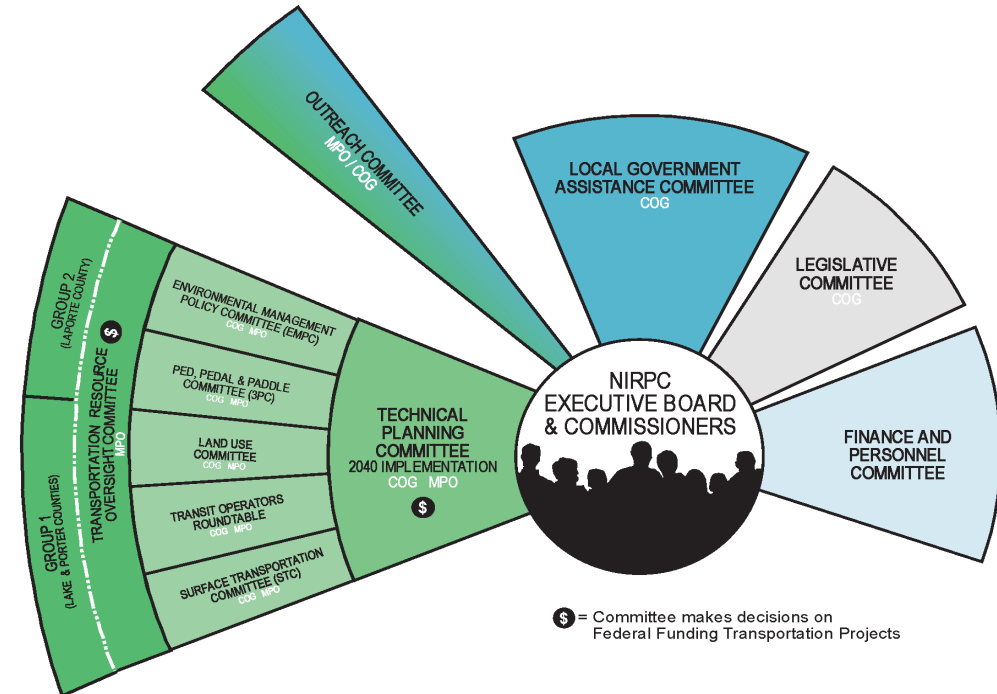 OUTREACH COMMITTEE
MPO / COG
LOCAL GOVERNMENT
ASSISTANCE COMMITTEE
COG
LEGISLATIVE
COMMITTEE
COG
FINANCE AND
PERSONNEL
COMMITTEE
NIRPC
EXECUTIVE BOARD
& COMMISSIONERS
TECHNICAL
PLANNING
COMMITTEE
2040 IMPLEMENTATION
COG MPO
$
ENVIRONMENTAL MANAGEMENT
POLICY COMMITTEE (EMPC)
COG MPO
PED, PEDAL & PADDLE
COMMITTEE (3PC)
COG MPO
LAND USE
COMMITTEE
COG MPO
TRANSIT OPERATORS
ROUNDTABLE
COG MPO
SURFACE TRANSPORTATION
COMMITTEE (STC)
COG MPO
TRANSPORTATION RESOURCE
OVERSIGHT COMMITTEE
MPO
$
GROUP 2
(LAPORTE COUNTY)
GROUP 1
(LAKE & PORTER COUNTIES)
$ = Committee makes decisions on
Federal Funding Transportation Projects